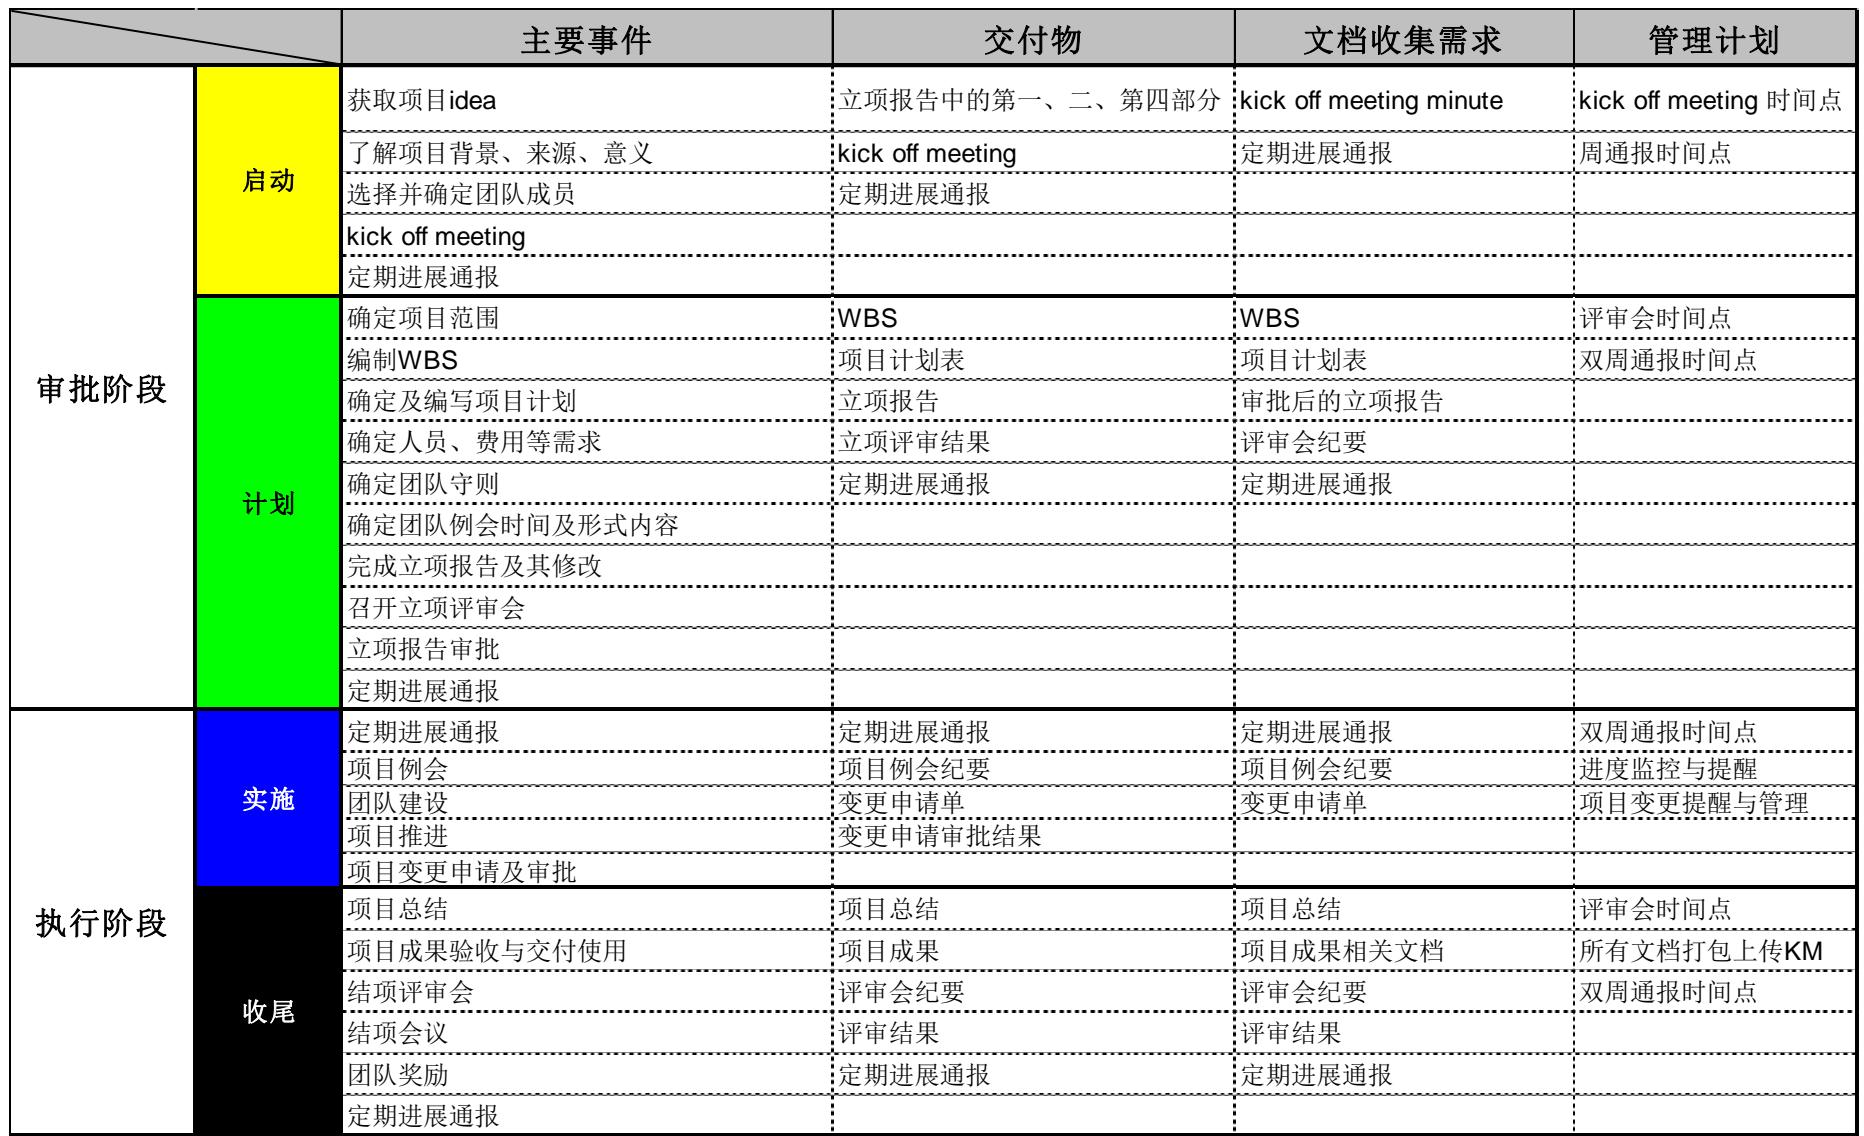 主要事件 交付物 文档收集需求 管理计划
审批阶段
启动
获取项目idea 立项报告中的第一、二、第四部分 kick off meeting minute kick off meeting 时间点
了解项目背景、来源、意义 kick off meeting 定期进展通报 周通报时间点
选择并确定团队成员 定期进展通报
kick off meeting
定期进展通报
计划
确定项目范围 WBS WBS 评审会时间点
编制WBS 项目计划表 项目计划表 双周通报时间点
确定及编写项目计划 立项报告 审批后的立项报告
确定人员、费用等需求 立项评审结果 评审会纪要
确定团队守则 定期进展通报 定期进展通报
确定团队例会时间及形式内容
完成立项报告及其修改
召开立项评审会
立项报告审批
定期进展通报
执行阶段
实施
定期进展通报 定期进展通报 定期进展通报 双周通报时间点
项目例会 项目例会纪要 项目例会纪要 进度监控与提醒
团队建设 变更申请单 变更申请单 项目变更提醒与管理
项目推进 变更申请审批结果
项目变更申请及审批
收尾
项目总结 项目总结 项目总结 评审会时间点
项目成果验收与交付使用 项目成果 项目成果相关文档 所有文档打包上传KM
结项评审会 评审会纪要 评审会纪要 双周通报时间点
结项会议 评审结果 评审结果
团队奖励 定期进展通报 定期进展通报
定期进展通报